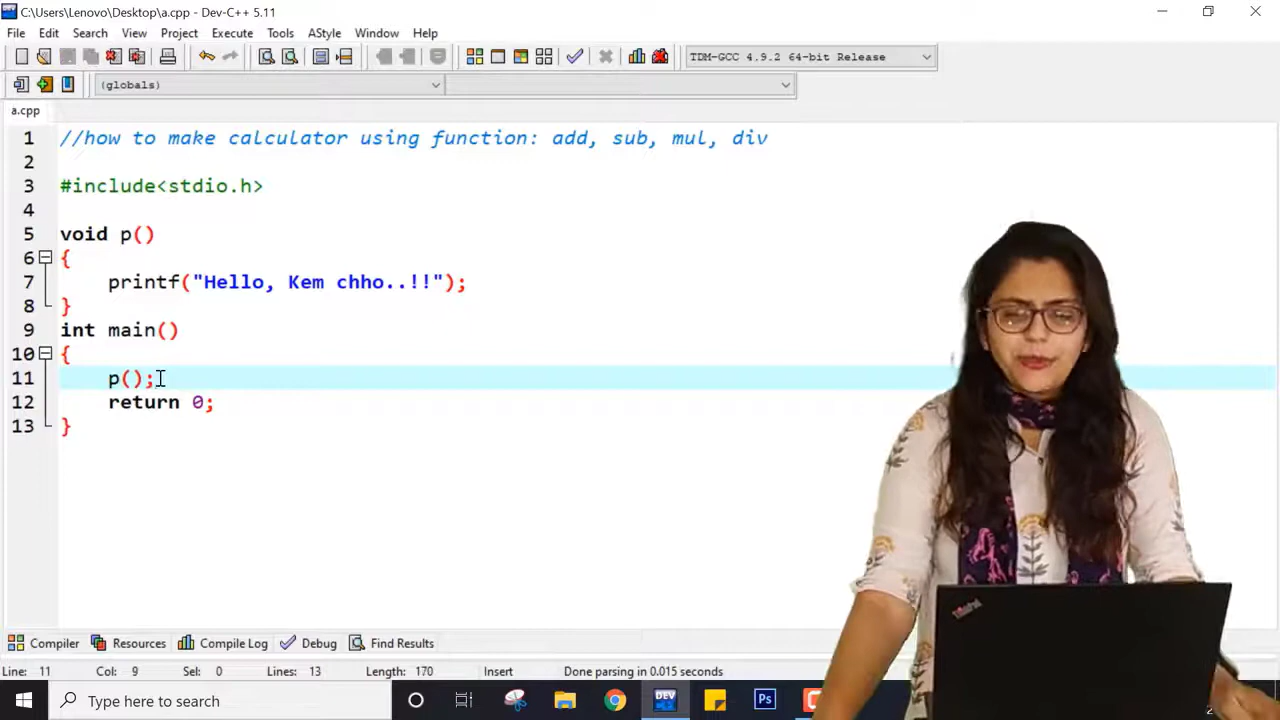 C:\Users\Lenovo\Desktop\a.cpp - Dev-C++ 5.11
File Edit Search View Project Execute Tools AStyle Window Help
TDM-GCC 4.9.2 64-bit Release
(globals)
a.cpp
1 //how to make calculator using function: add, sub, mul, div
2
3 #include<stdio.h>
4
5 void p()
6 {
7 printf("Hello, Kem chho..!!");
8 }
9 int main()
10 {
11 p();
12 return 0;
13 }
Compiler Resources Compile Log Debug Find Results
Line: 11 Col: 9 Sel: 0 Lines: 13 Length: 170 Insert Done parsing in 0.015 seconds
Type here to search DEV Ps
ThinkPad